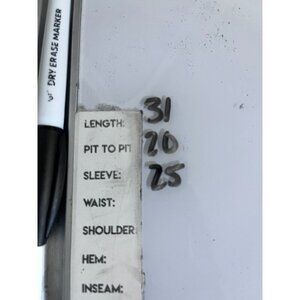 DRY ERASE MARKER
LENGTH: 31
PIT TO PIT 20
SLEEVE: 25
WAIST:
SHOULDER:
HEM:
INSEAM: